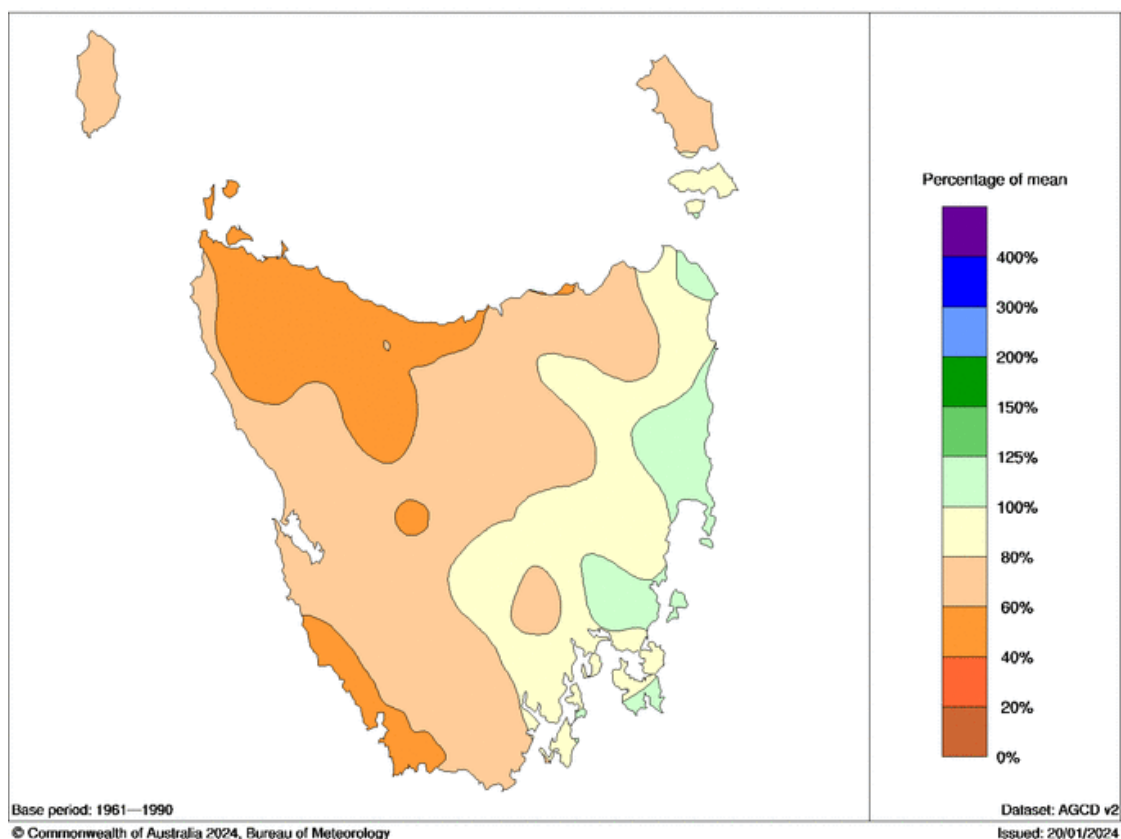 Percentage of mean
400%
300%
200%
150%
125%
100%
80%
60%
40%
20%
0%
Base period: 1961—1990
Dataset: AGCD v2
© Commonwealth of Australia 2024, Bureau of Meteorology
Issued: 20/01/2024